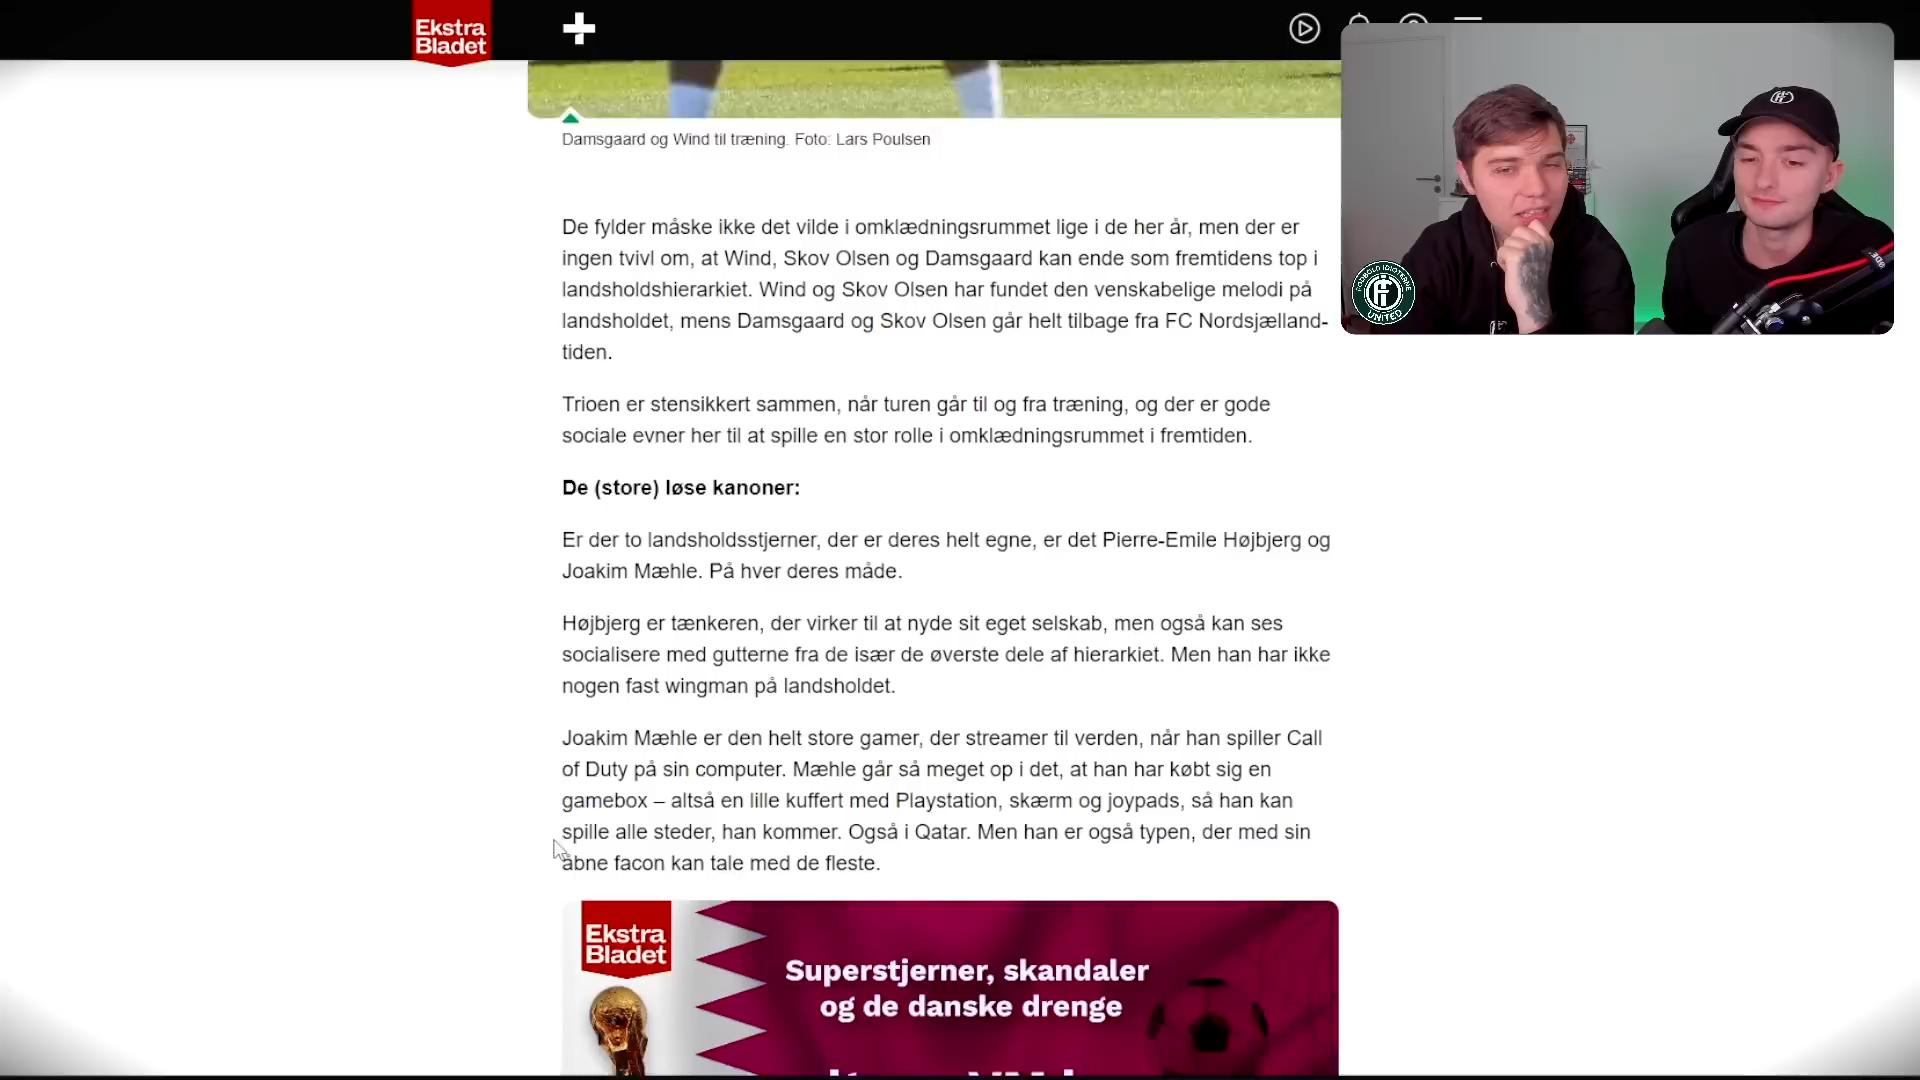 Ekstra
Bladet
Damsgaard og Wind til træning. Foto: Lars Poulsen
De fylder måske ikke det vilde i omklædningsrummet lige i de her år, men der er
ingen tvivl om, at Wind, Skov Olsen og Damsgaard kan ende som fremtidens top i
landsholdshierarkiet. Wind og Skov Olsen har fundet den venskabelige melodi på
landsholdet, mens Damsgaard og Skov Olsen går helt tilbage fra FC Nordsjælland-
tiden.
Trioen er stensikkert sammen, når turen går til og fra træning, og der er gode
sociale evner her til at spille en stor rolle i omklædningsrummet i fremtiden.
De (store) løse kanoner:
Er der to landsholdsstjerner, der er deres helt egne, er det Pierre-Emile Højbjerg og
Joakim Mæhle. På hver deres måde.
Højbjerg er tænkeren, der virker til at nyde sit eget selskab, men også kan ses
socialisere med gutterne fra de især de øverste dele af hierarkiet. Men han har ikke
nogen fast wingman på landsholdet.
Joakim Mæhle er den helt store gamer, der streamer til verden, når han spiller Call
of Duty på sin computer. Mæhle går så meget op i det, at han har købt sig en
gamebox – altså en lille kuffert med Playstation, skærm og joypads, så han kan
spille alle steder, han kommer. Også i Qatar. Men han er også typen, der med sin
åbne facon kan tale med de fleste.
Ekstra
Bladet
Superstjerner, skandaler
og de danske drenge
FODBOLD IDIOTERNE
UNITED